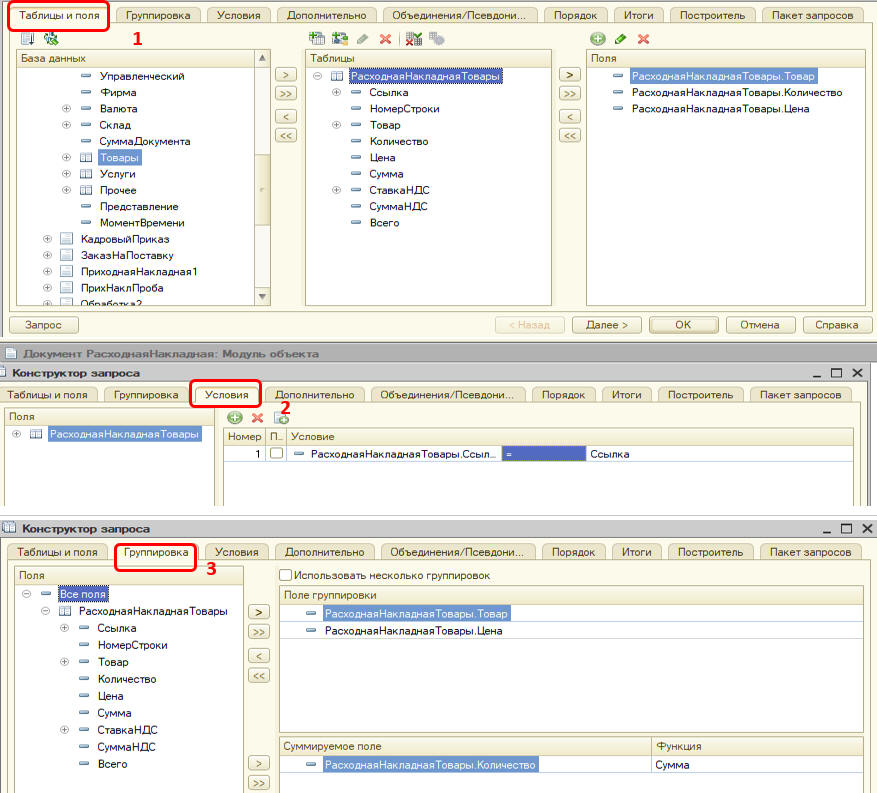 Таблицы и поля Группировка Условия Дополнительно Объединения/Псевдони... Порядок Итоги Построитель Пакет запросов
1
База данных Таблицы Поля
Управленческий РасходнаяНакладнаяТовары РасходнаяНакладнаяТовары.Товар
Фирма Ссылка РасходнаяНакладнаяТовары.Количество
Валюта НомерСтроки РасходнаяНакладнаяТовары.Цена
Склад Товар
СуммаДокумента Количество
Товары Цена
Услуги Сумма
Прочее СтавкаНДС
Представление СуммаНДС
МоментВремени Всего
КадровыйПриказ
ЗаказНаПоставку
ПриходнаяНакладная1
ПрихНаклПроба
Обработка2
> >> < << > >> < <<
Запрос < Назад Далее > OK Отмена Справка
Документ РасходнаяНакладная: Модуль объекта
Конструктор запроса
Таблицы и поля Группировка Условия Дополнительно Объединения/Псевдони... Порядок Итоги Построитель Пакет запросов
2
Поля
РасходнаяНакладнаяТовары
Номер П.. Условие
1 РасходнаяНакладнаяТовары.Ссыл... = Ссылка
Конструктор запроса
Таблицы и поля Группировка Условия Дополнительно Объединения/Псевдони... Порядок Итоги Построитель Пакет запросов
3
Поля
Все поля
РасходнаяНакладнаяТовары
Ссылка
НомерСтроки
Товар
Количество
Цена
Сумма
СтавкаНДС
СуммаНДС
Всего
> >> < << > >>
Использовать несколько группировок
Поле группировки
РасходнаяНакладнаяТовары.Товар
РасходнаяНакладнаяТовары.Цена
Суммируемое поле Функция
РасходнаяНакладнаяТовары.Количество Сумма